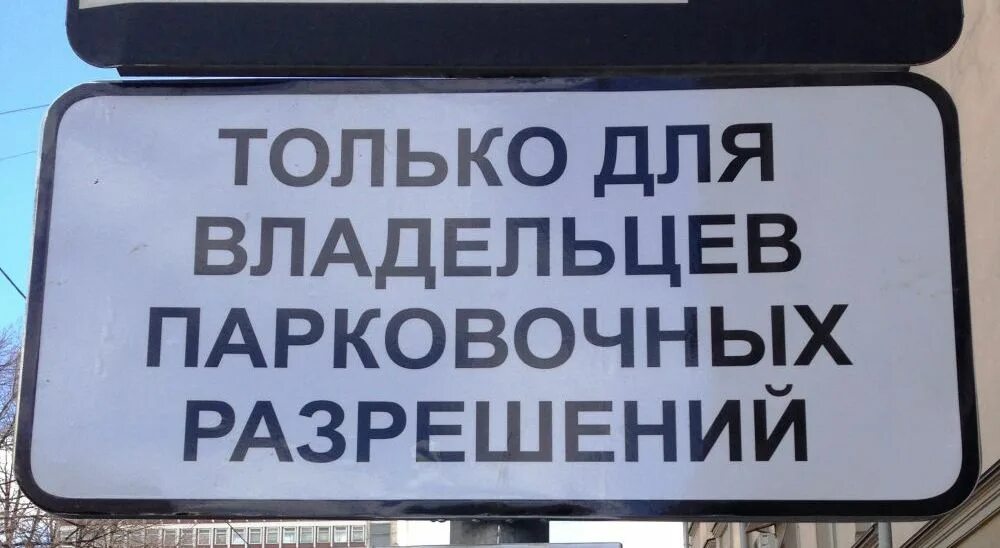 ТОЛЬКО ДЛЯ
ВЛАДЕЛЬЦЕВ
ПАРКОВОЧНЫХ
РАЗРЕШЕНИЙ